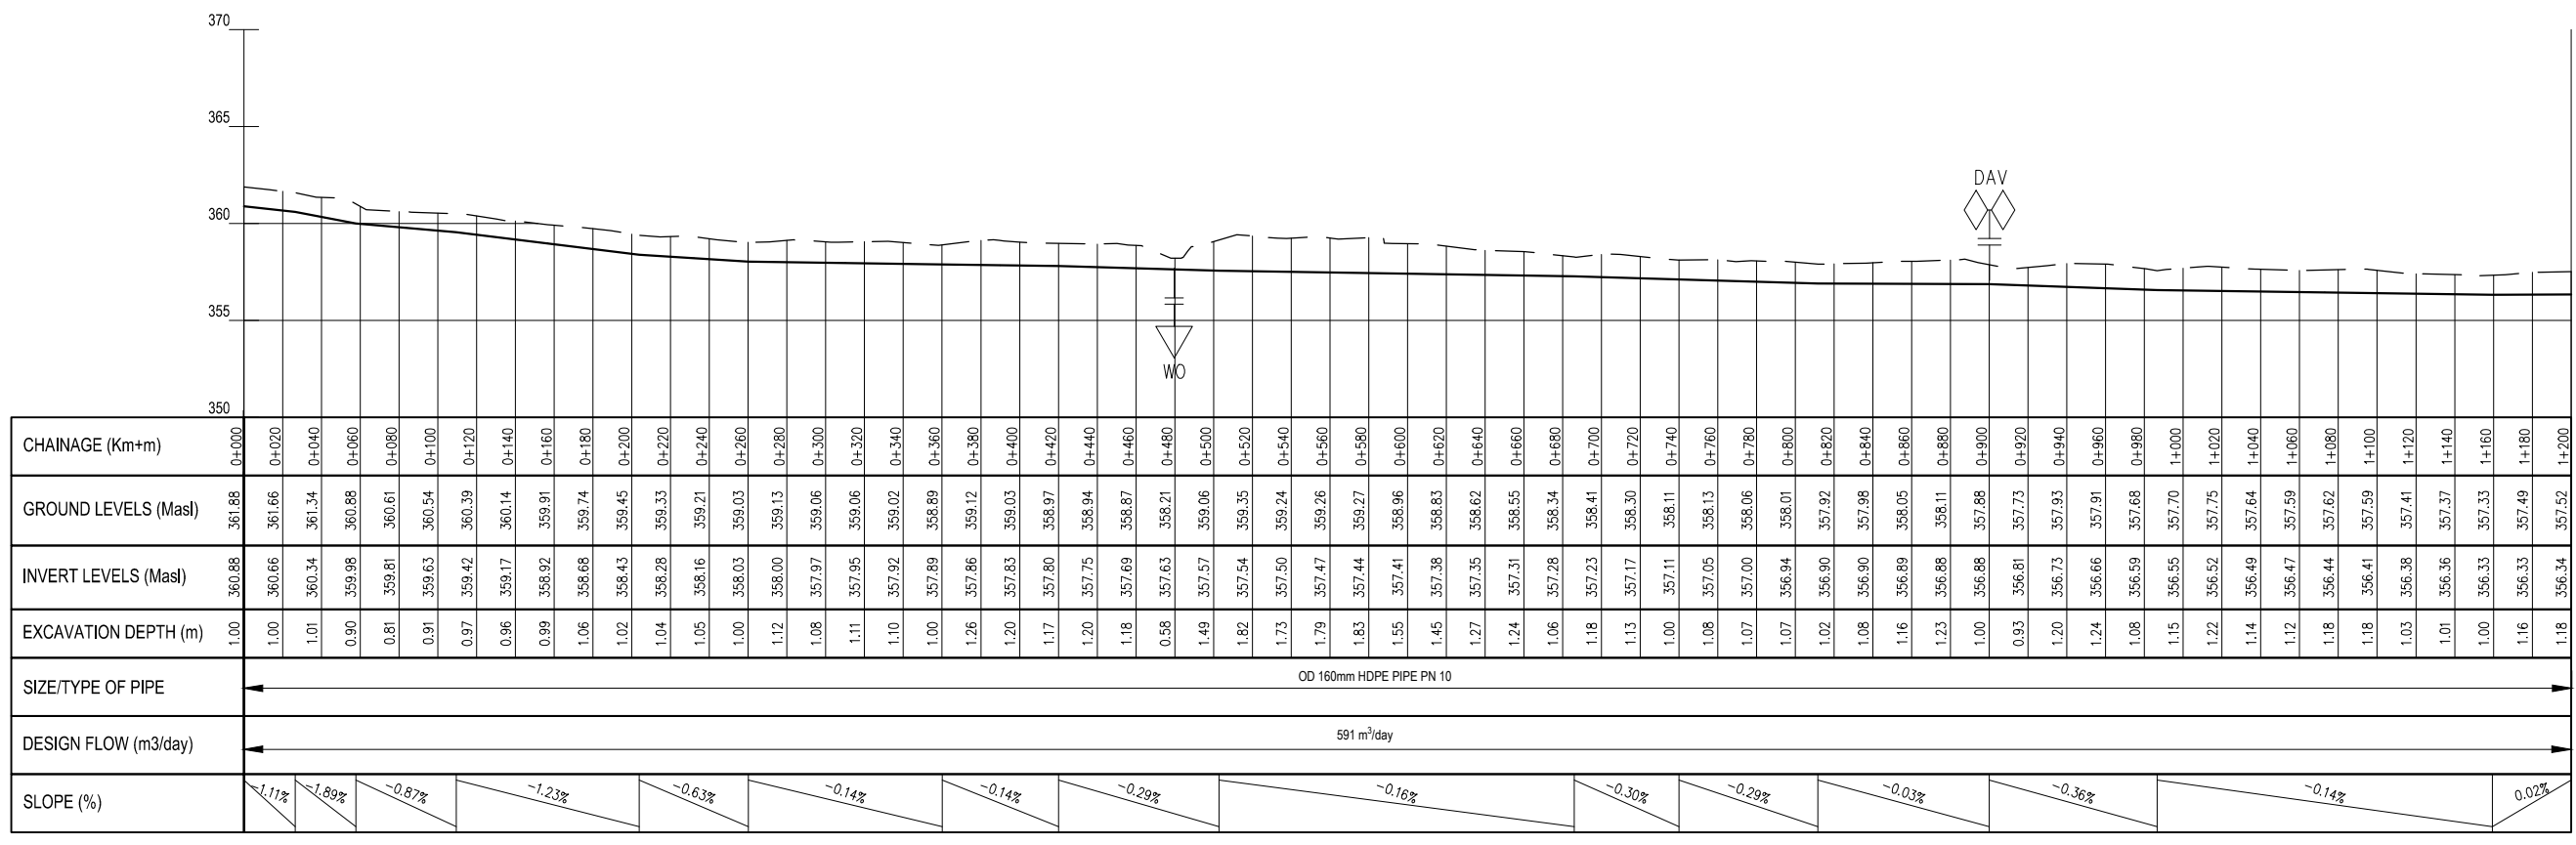 370
365
360
355
350
DAV
WO
CHAINAGE (Km+m) 0+000 0+020 0+040 0+060 0+080 0+100 0+120 0+140 0+160 0+180 0+200 0+220 0+240 0+260 0+280 0+300 0+320 0+340 0+360 0+380 0+400 0+420 0+440 0+460 0+480 0+500 0+520 0+540 0+560 0+580 0+600 0+620 0+640 0+660 0+680 0+700 0+720 0+740 0+760 0+780 0+800 0+820 0+840 0+860 0+880 0+900 0+920 0+940 0+960 0+980 1+000 1+020 1+040 1+060 1+080 1+100 1+120 1+140 1+160 1+180 1+200
GROUND LEVELS (Masl) 361.88 361.66 361.34 360.88 360.61 360.54 360.39 360.14 359.91 359.74 359.45 359.33 359.21 359.03 359.13 359.06 359.06 359.02 358.89 359.12 359.03 358.97 358.94 358.87 358.21 359.06 359.35 359.24 359.26 359.27 358.96 358.83 358.62 358.55 358.34 358.41 358.30 358.11 358.13 358.06 358.01 357.92 357.98 358.05 358.11 357.88 357.73 357.93 357.91 357.68 357.70 357.75 357.64 357.59 357.62 357.59 357.41 357.37 357.33 357.49 357.52
INVERT LEVELS (Masl) 360.88 360.66 360.34 359.98 359.81 359.63 359.42 359.17 358.92 358.68 358.43 358.28 358.16 358.03 358.00 357.97 357.95 357.92 357.89 357.86 357.83 357.80 357.75 357.69 357.63 357.57 357.54 357.50 357.47 357.44 357.41 357.38 357.35 357.31 357.28 357.23 357.17 357.11 357.05 357.00 356.94 356.90 356.90 356.89 356.88 356.88 356.81 356.73 356.66 356.59 356.55 356.52 356.49 356.47 356.44 356.41 356.38 356.36 356.33 356.33 356.34
EXCAVATION DEPTH (m) 1.00 1.00 1.01 0.90 0.81 0.91 0.97 0.96 0.99 1.06 1.02 1.04 1.05 1.00 1.12 1.08 1.11 1.10 1.00 1.26 1.20 1.17 1.20 1.18 0.58 1.49 1.82 1.73 1.79 1.83 1.55 1.45 1.27 1.24 1.06 1.18 1.13 1.00 1.08 1.07 1.07 1.02 1.08 1.16 1.23 1.00 0.93 1.20 1.24 1.08 1.15 1.22 1.14 1.12 1.18 1.18 1.03 1.01 1.00 1.16 1.18
SIZE/TYPE OF PIPE OD 160mm HDPE PIPE PN 10
DESIGN FLOW (m3/day) 591 m³/day
SLOPE (%) -1.11% -1.89% -0.87% -1.23% -0.63% -0.14% -0.14% -0.29% -0.16% -0.30% -0.29% -0.03% -0.36% -0.14% 0.02%